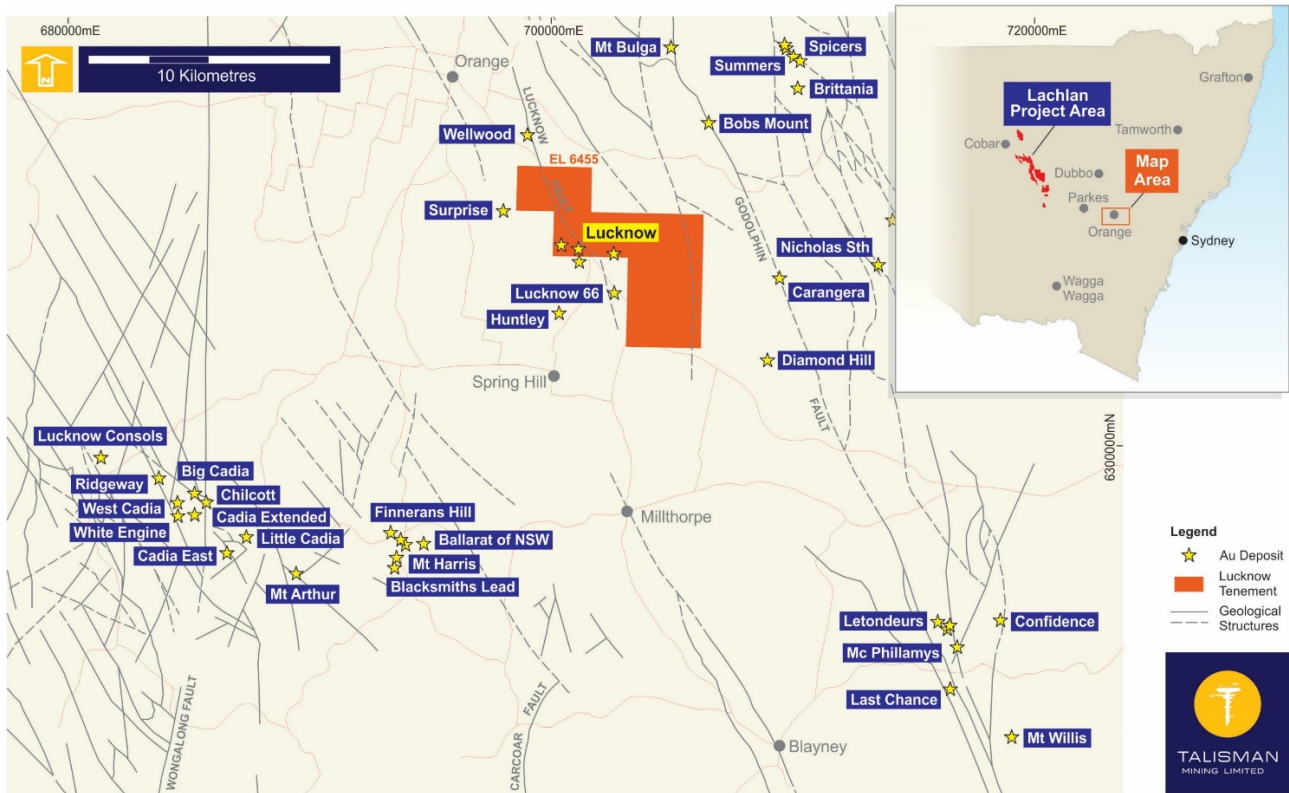 680000mE
700000mE
720000mE
N
10 Kilometres
Orange
Mt Bulga
Spicers
Summers
Brittania
LUCKNOW
Wellwood
Bobs Mount
EL 6455
FAULT
Surprise
Lucknow
GODOLPHIN
Nicholas Sth
Lucknow 66
Carangera
Huntley
Diamond Hill
Spring Hill
FAULT
Grafton
Lachlan
Project Area
Tamworth
Cobar
Map
Area
Dubbo
Parkes
Orange
Sydney
Wagga
Wagga
6300000mN
Lucknow Consols
Big Cadia
Ridgeway
Chilcott
West Cadia
Cadia Extended
White Engine
Little Cadia
Cadia East
Mt Arthur
Finnerans Hill
Ballarat of NSW
Mt Harris
Blacksmiths Lead
Millthorpe
Letondeurs
Confidence
Mc Phillamys
Last Chance
Mt Willis
Blayney
WONGALONG FAULT
CARCOAR
FAULT
Legend
Au Deposit
Lucknow
Tenement
Geological
Structures
TALISMAN
MINING LIMITED